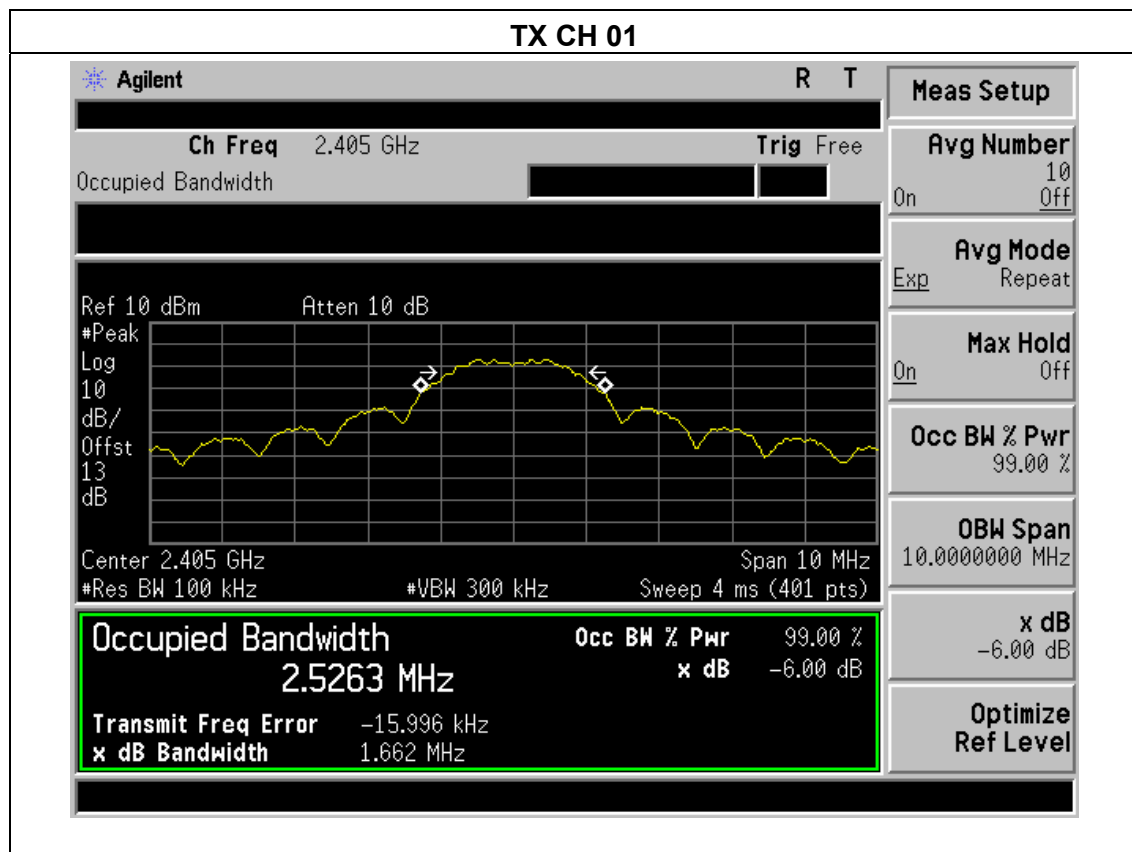 TX CH 01
Agilent R T
Ch Freq 2.405 GHz Trig Free
Occupied Bandwidth
Ref 10 dBm Atten 10 dB
#Peak
Log
10
dB/
Offst
13
dB
Center 2.405 GHz Span 10 MHz
#Res BW 100 kHz #VBW 300 kHz Sweep 4 ms (401 pts)
Occupied Bandwidth Occ BW % Pwr 99.00 %
2.5263 MHz x dB -6.00 dB
Transmit Freq Error -15.996 kHz
x dB Bandwidth 1.662 MHz
Meas Setup
Avg Number
10
On Off
Avg Mode
Exp Repeat
Max Hold
On Off
Occ BW % Pwr
99.00 %
OBW Span
10.0000000 MHz
x dB
-6.00 dB
Optimize
Ref Level